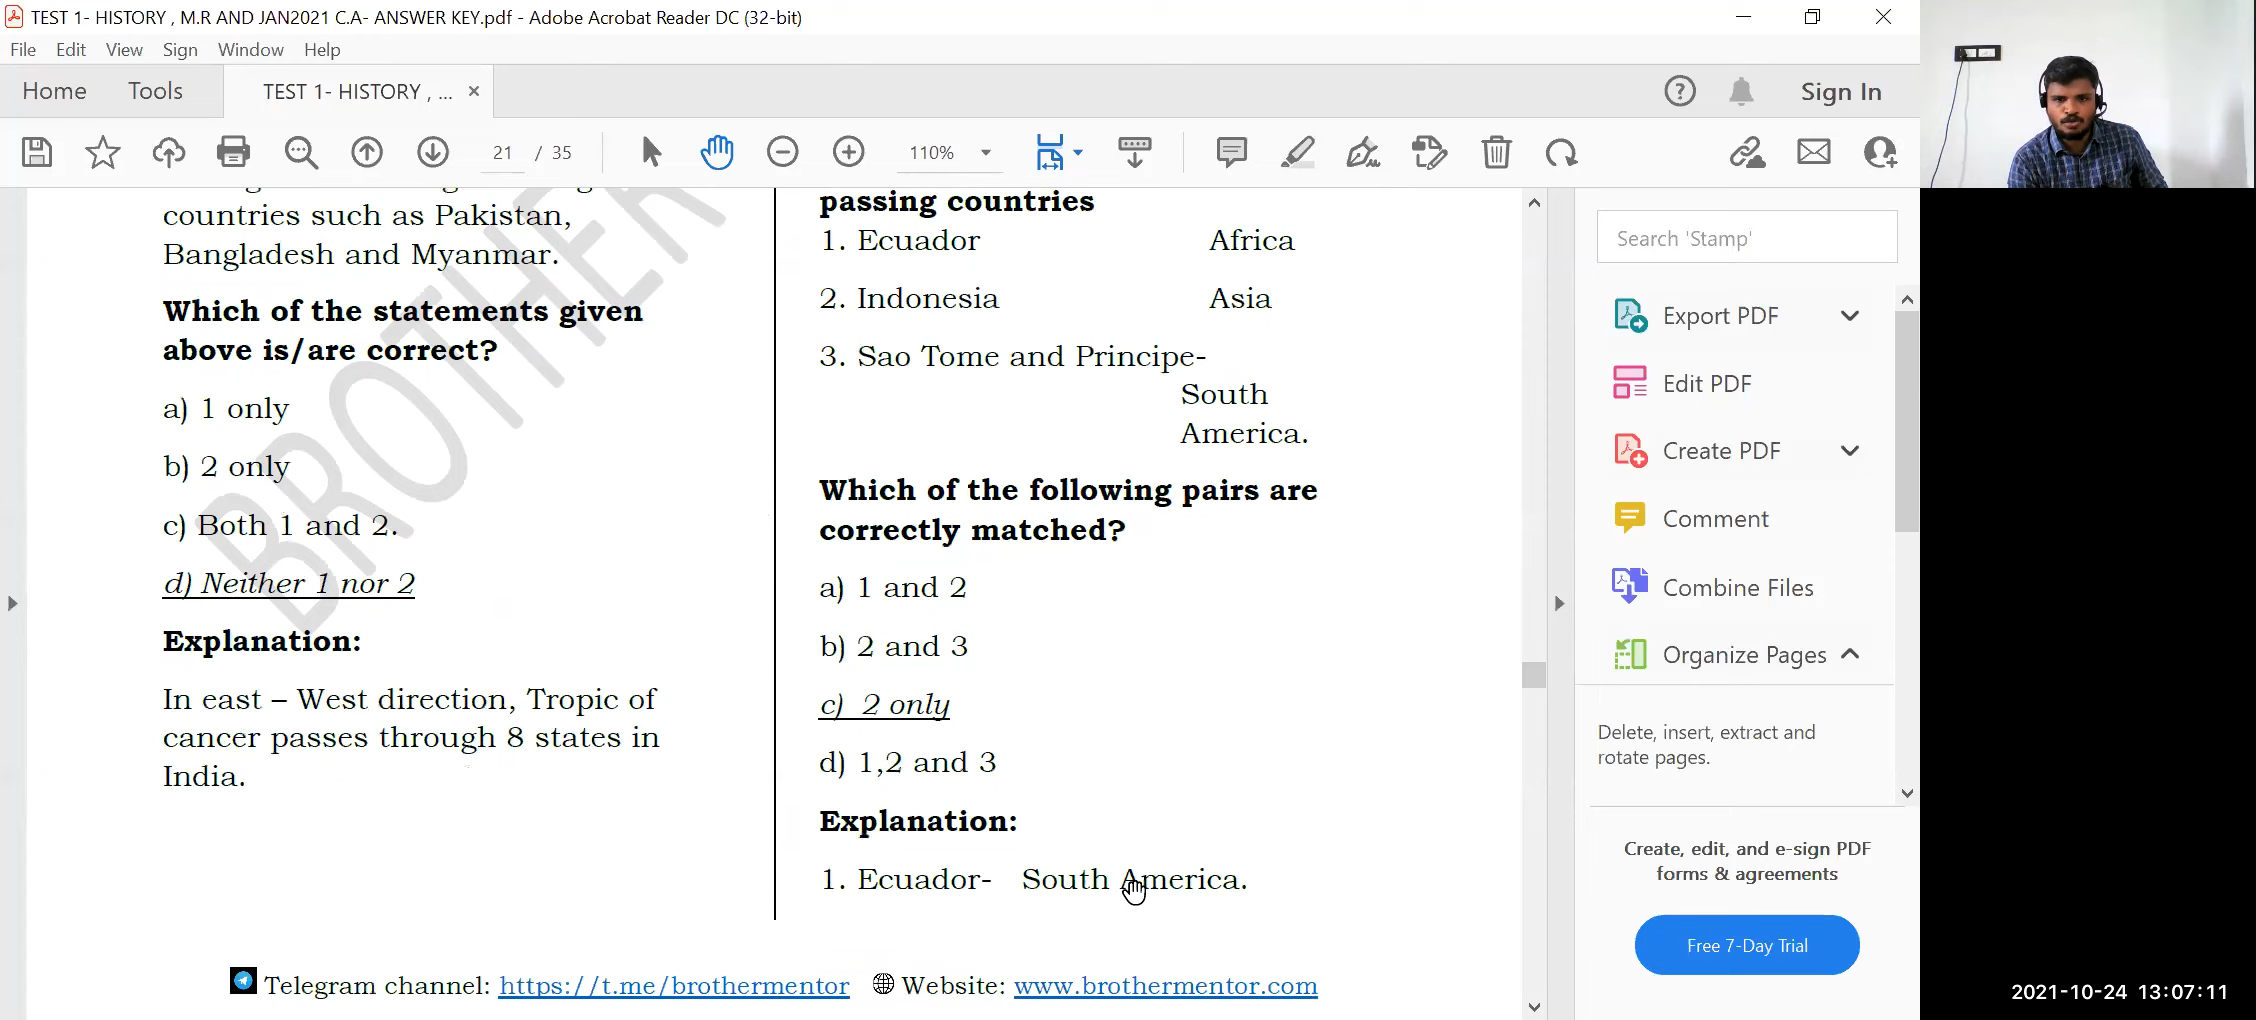 TEST 1- HISTORY , M.R AND JAN2021 C.A- ANSWER KEY.pdf - Adobe Acrobat Reader DC (32-bit)
File Edit View Sign Window Help
Home Tools TEST 1- HISTORY , ... ×
Sign In
21 / 35 110%
countries such as Pakistan,
Bangladesh and Myanmar.
Which of the statements given
above is/are correct?
a) 1 only
b) 2 only
c) Both 1 and 2.
d) Neither 1 nor 2
Explanation:
In east – West direction, Tropic of
cancer passes through 8 states in
India.
BROTHER
passing countries
1. Ecuador Africa
2. Indonesia Asia
3. Sao Tome and Principe-
South
America.
Which of the following pairs are
correctly matched?
a) 1 and 2
b) 2 and 3
c) 2 only
d) 1,2 and 3
Explanation:
1. Ecuador- South America.
Telegram channel: https://t.me/brothermentor Website: www.brothermentor.com
Search 'Stamp'
Export PDF
Edit PDF
Create PDF
Comment
Combine Files
Organize Pages
Delete, insert, extract and
rotate pages.
Create, edit, and e-sign PDF
forms & agreements
Free 7-Day Trial
2021-10-24 13:07:11